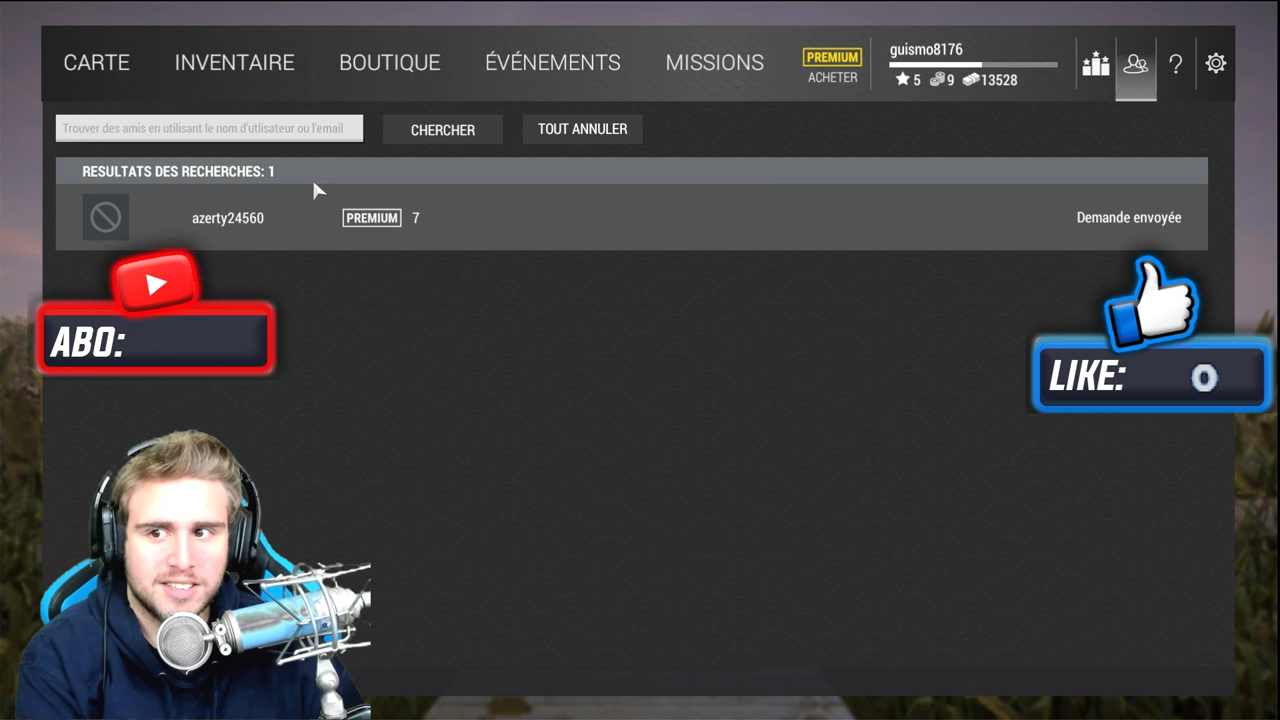 CARTE
INVENTAIRE
BOUTIQUE
ÉVÉNEMENTS
MISSIONS
PREMIUM
ACHETER
guismo8176
5 9 13528
?
Trouver des amis en utilisant le nom d'utlisateur ou l'email
CHERCHER
TOUT ANNULER
RESULTATS DES RECHERCHES: 1
azerty24560 PREMIUM 7 Demande envoyée
ABO:
LIKE: 0